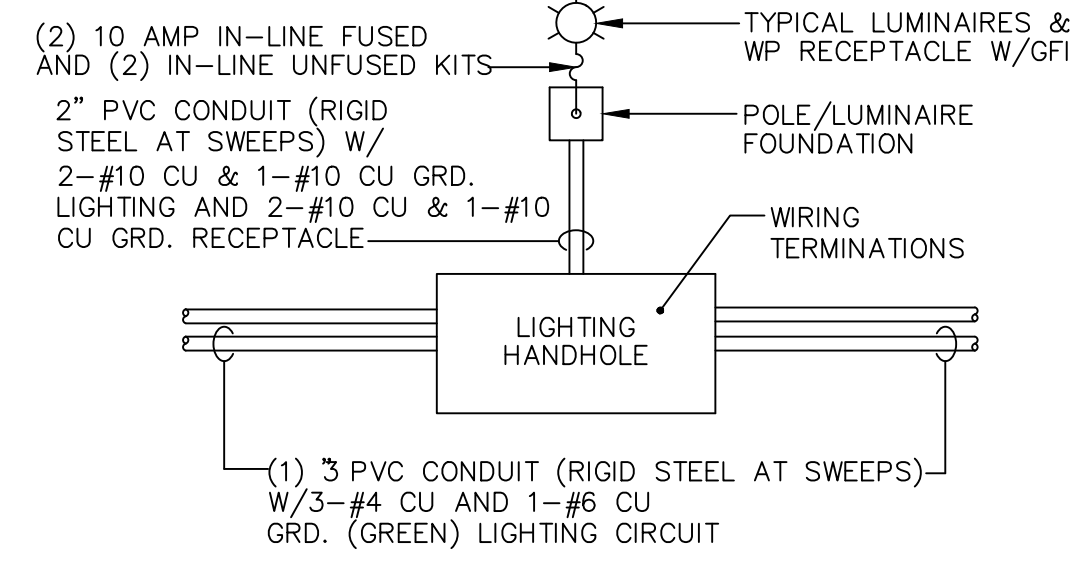 (2) 10 AMP IN-LINE FUSED
AND (2) IN-LINE UNFUSED KITS
TYPICAL LUMINAIRES &
WP RECEPTACLE W/GFI
2" PVC CONDUIT (RIGID
STEEL AT SWEEPS) W/
2-#10 CU & 1-#10 CU GRD.
LIGHTING AND 2-#10 CU & 1-#10
CU GRD. RECEPTACLE
POLE/LUMINAIRE
FOUNDATION
WIRING
TERMINATIONS
LIGHTING
HANDHOLE
(1) "3 PVC CONDUIT (RIGID STEEL AT SWEEPS)
W/3-#4 CU AND 1-#6 CU
GRD. (GREEN) LIGHTING CIRCUIT